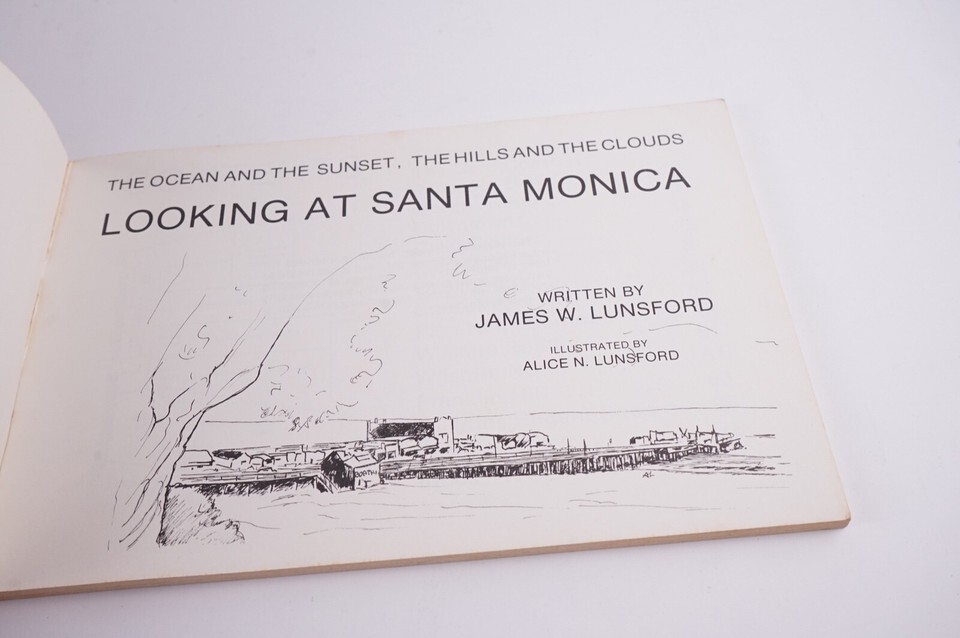 THE OCEAN AND THE SUNSET, THE HILLS AND THE CLOUDS
LOOKING AT SANTA MONICA
WRITTEN BY
JAMES W. LUNSFORD
ILLUSTRATED BY
ALICE N. LUNSFORD
AL